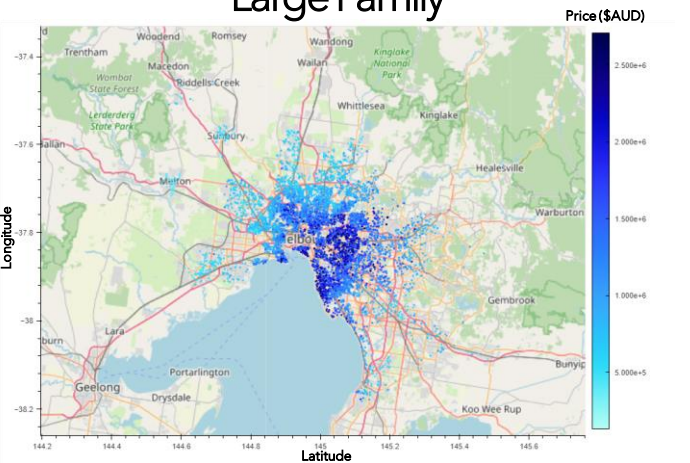 Large Family
Price ($AUD)
Woodend Romsey Wandong
Trentham
Macedon Wallan Kinglake
National
Park
Wombat
State Forest
Riddells Creek
Lerderderg
State Park
Whittlesea
Kinglake
Sunbury
allan
Healesville
Melton
Warburton
elbou
Gembrook
Lara
burn
Bunyip
Geelong
Portarlington
Drysdale
Koo Wee Rup
−37.4
−37.6
−37.8
−38
−38.2
144.2 144.4 144.6 144.8 145 145.2 145.4 145.6
Longitude
Latitude
2.500e+6
2.000e+6
1.500e+6
1.000e+6
5.000e+5